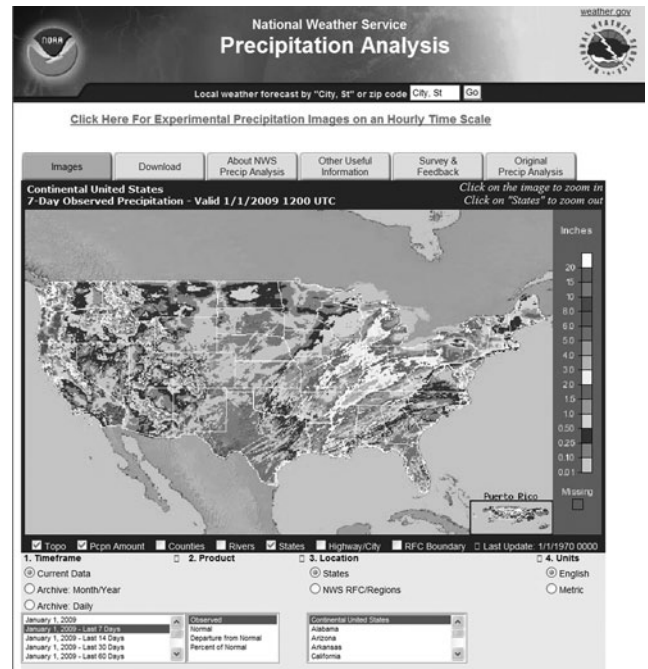 weather.gov
NOAA
National Weather Service
Precipitation Analysis
Local weather forecast by "City, St" or zip code City, St Go
Click Here For Experimental Precipitation Images on an Hourly Time Scale
Images
Download
About NWS
Precip Analysis
Other Useful
Information
Survey &
Feedback
Original
Precip Analysis
Continental United States
7-Day Observed Precipitation - Valid 1/1/2009 1200 UTC
Click on the image to zoom in
Click on "States" to zoom out
Inches
20
15
10
8.0
6.0
5.0
4.0
3.0
2.0
1.5
1.0
0.50
0.25
0.10
0.01
Missing
Puerto Rico
Topo Pcpn Amount Counties Rivers States Highway/City RFC Boundary Last Update: 1/1/1970 0000
1. Timeframe 2. Product 3. Location 4. Units
Current Data
Archive: Month/Year
Archive: Daily
States
NWS RFC/Regions
English
Metric
January 1, 2009
January 1, 2009 - Last 7 Days
January 1, 2009 - Last 14 Days
January 1, 2009 - Last 30 Days
January 1, 2009 - Last 60 Days
Observed
Normal
Departure from Normal
Percent of Normal
Continental United States
Alabama
Arizona
Arkansas
California